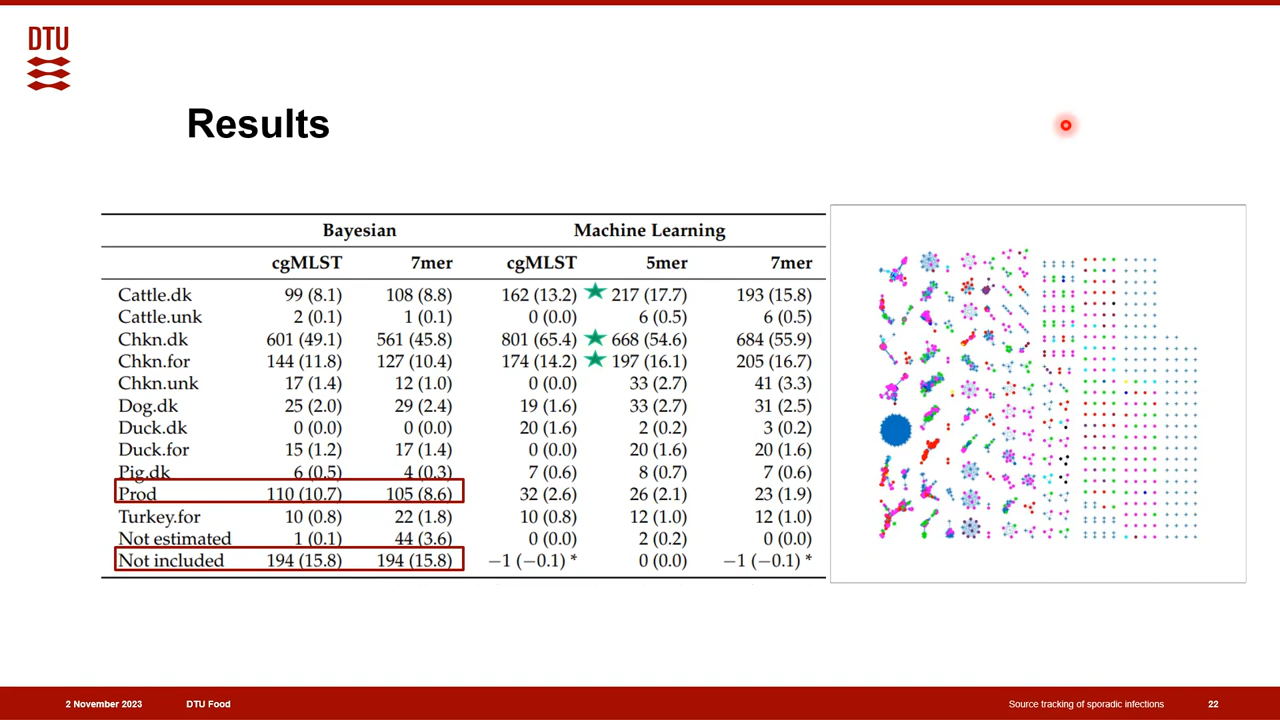 DTU
Results
Bayesian Machine Learning
cgMLST 7mer cgMLST 5mer 7mer
Cattle.dk 99 (8.1) 108 (8.8) 162 (13.2) 217 (17.7) 193 (15.8)
Cattle.unk 2 (0.1) 1 (0.1) 0 (0.0) 6 (0.5) 6 (0.5)
Chkn.dk 601 (49.1) 561 (45.8) 801 (65.4) 668 (54.6) 684 (55.9)
Chkn.for 144 (11.8) 127 (10.4) 174 (14.2) 197 (16.1) 205 (16.7)
Chkn.unk 17 (1.4) 12 (1.0) 0 (0.0) 33 (2.7) 41 (3.3)
Dog.dk 25 (2.0) 29 (2.4) 19 (1.6) 33 (2.7) 31 (2.5)
Duck.dk 0 (0.0) 0 (0.0) 20 (1.6) 2 (0.2) 3 (0.2)
Duck.for 15 (1.2) 17 (1.4) 0 (0.0) 20 (1.6) 20 (1.6)
Pig.dk 6 (0.5) 4 (0.3) 7 (0.6) 8 (0.7) 7 (0.6)
Prod 110 (10.7) 105 (8.6) 32 (2.6) 26 (2.1) 23 (1.9)
Turkey.for 10 (0.8) 22 (1.8) 10 (0.8) 12 (1.0) 12 (1.0)
Not estimated 1 (0.1) 44 (3.6) 0 (0.0) 2 (0.2) 0 (0.0)
Not included 194 (15.8) 194 (15.8) −1 (−0.1) * 0 (0.0) −1 (−0.1) *
2 November 2023 DTU Food Source tracking of sporadic infections 22